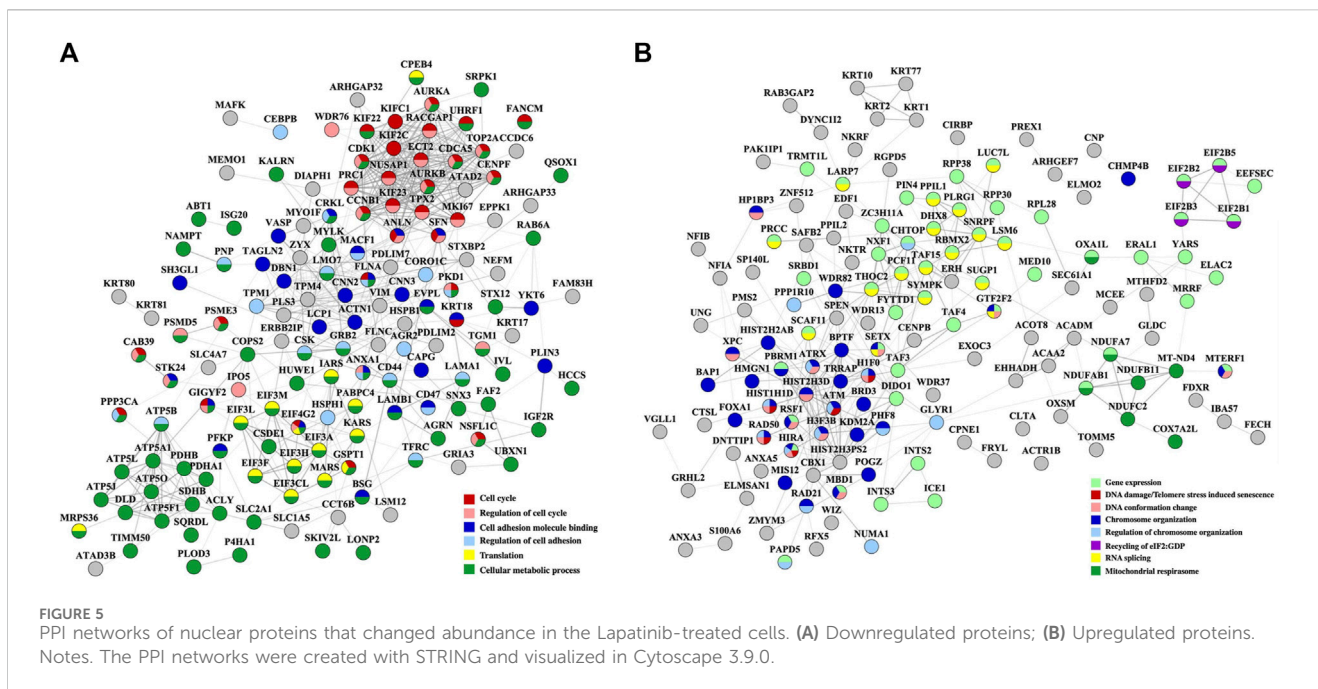 A
B
CPEB4
SRPK1
ARHGAP32
AURKA
MAFK
KIFC1
UHRF1
FANCM
CEBPB
WDR76
KIF22
RACGAP1
KIF2C
TOP2A
CCDC6
CDK1
ECT2
CDCA5
MEMO1
KALRN
NUSAP1
CENPF
QSOX1
DIAPH1
PRC1
AURKB
ATAD2
KIF23
ARHGAP33
CRKL
CCNB1
TPX2
MKI67
EPPK1
ABT1
ISG20
MYO1F
ANLN
SFN
RAB6A
VASP
MYLK
STXBP2
NAMPT
TAGLN2
ZYX
MACF1
PNP
PDLIM7
CORO1C
NEFM
DBN1
LMO7
FLNA
PKD1
SH3GL1
CNN2
CNN3
FAM83H
TPM4
VIM
EVPL
STX12
YKT6
KRT80
TPM1
PLS3
KRT81
LCP1
ACTN1
HSPB1
KRT18
PSME3
ERBB2IP
FLNC
PDLIM2
KRT17
PSMD5
GRB2
AGR2
TGM1
CAB39
COPS2
CSK
ANXA1
CAPG
IVL
PLIN3
SLC4A7
STK24
HUWE1
IARS
CD44
LAMA1
HCCS
GIGYF2
IPO5
PABPC4
CD47
FAF2
EIF3M
HSPH1
LAMB1
SNX3
PPP3CA
ATP5B
EIF3L
EIF4G2
IGF2R
KARS
AGRN
NSFL1C
ATP5A1
PFKP
CSDE1
EIF3A
TFRC
UBXN1
ATP5L
PDHB
EIF3H
GSPT1
GRIA3
PDHA1
EIF3F
MARS
ATP5J
ATP5O
EIF3CL
BSG
DLD
SDHB
LSM12
ATP5F1
ACLY
SLC2A1
CCT6B
MRPS36
SQRDL
SLC1A5
TIMM50
P4HA1
SKIV2L
LONP2
ATAD3B
PLOD3
Cell cycle
Regulation of cell cycle
Cell adhesion molecule binding
Regulation of cell adhesion
Translation
Cellular metabolic process
KRT10
KRT77
RAB3GAP2
KRT2
KRT1
DYNC1I2
CIRBP
PREX1
CNP
EIF2B5
NKRF
EIF2B2
PAK1IP1
TRMT1L
RGPD5
RPP38
LUC7L
ARHGEF7
CHMP4B
EEFSEC
LARP7
PIN4
PPIL1
ELMO2
EIF2B3
EIF2B1
HP1BP3
ZNF512
EDF1
PLRG1
RPP30
ZC3H11A
DHX8
SNRPF
RPL28
PRCC
PPIL2
CHTOP
LSM6
OXA1L
NFIB
SAFB2
NXF1
RBMX2
ERAL1
YARS
NKTR
TAF15
ERH
SEC61A1
SP140L
SRBD1
PCF11
MED10
ELAC2
NFIA
WDR82
THOC2
SUGP1
MRRF
PMS2
PPP1R10
SYMPK
MTHFD2
SPEN
FYTTD1
GTF2F2
MCEE
UNG
WDR13
HIST2H2AB
SCAF11
TAF4
GLDC
XPC
BPTF
CENPB
ACOT8
ACADM
PBRM1
ATRX
SETX
EXOC3
NDUFA7
BAP1
HMGN1
TRRAP
H1F0
TAF3
ACAA2
MT-ND4
MTERF1
HIST2H3D
EHHADH
NDUFAB1
NDUFB11
HIST1H1D
ATM
BRD3
DIDO1
WDR37
FDXR
VGLL1
FOXA1
RSF1
PHF8
GLYR1
NDUFC2
CTSL
RAD50
H3F3B
KDM2A
OXSM
IBA57
HIRA
CLTA
COX7A2L
FECH
DNTTIP1
HIST2H3PS2
CPNE1
TOMM5
ANXA5
CBX1
POGZ
FRYL
GRHL2
MIS12
MBD1
INTS2
ACTR1B
ELMSAN1
RAD21
WIZ
INTS3
ICE1
S100A6
ZMYM3
NUMA1
ANXA3
RFX5
PAPD5
Gene expression
DNA damage/Telomere stress induced senescence
DNA conformation change
Chromosome organization
Regulation of chromosome organization
Recycling of eIF2:GDP
RNA splicing
Mitochondrial respirasome
FIGURE 5
PPI networks of nuclear proteins that changed abundance in the Lapatinib-treated cells. (A) Downregulated proteins; (B) Upregulated proteins.
Notes. The PPI networks were created with STRING and visualized in Cytoscape 3.9.0.